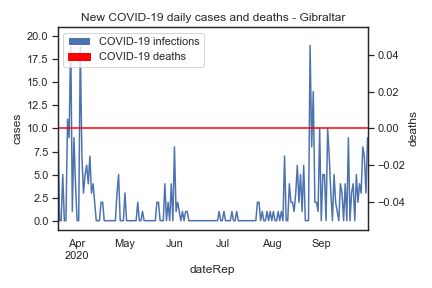 New COVID-19 daily cases and deaths - Gibraltar
COVID-19 infections
COVID-19 deaths
20.0
17.5
15.0
12.5
10.0
7.5
5.0
2.5
0.0
cases
0.04
0.02
0.00
−0.02
−0.04
deaths
Apr May Jun Jul Aug Sep
2020
dateRep